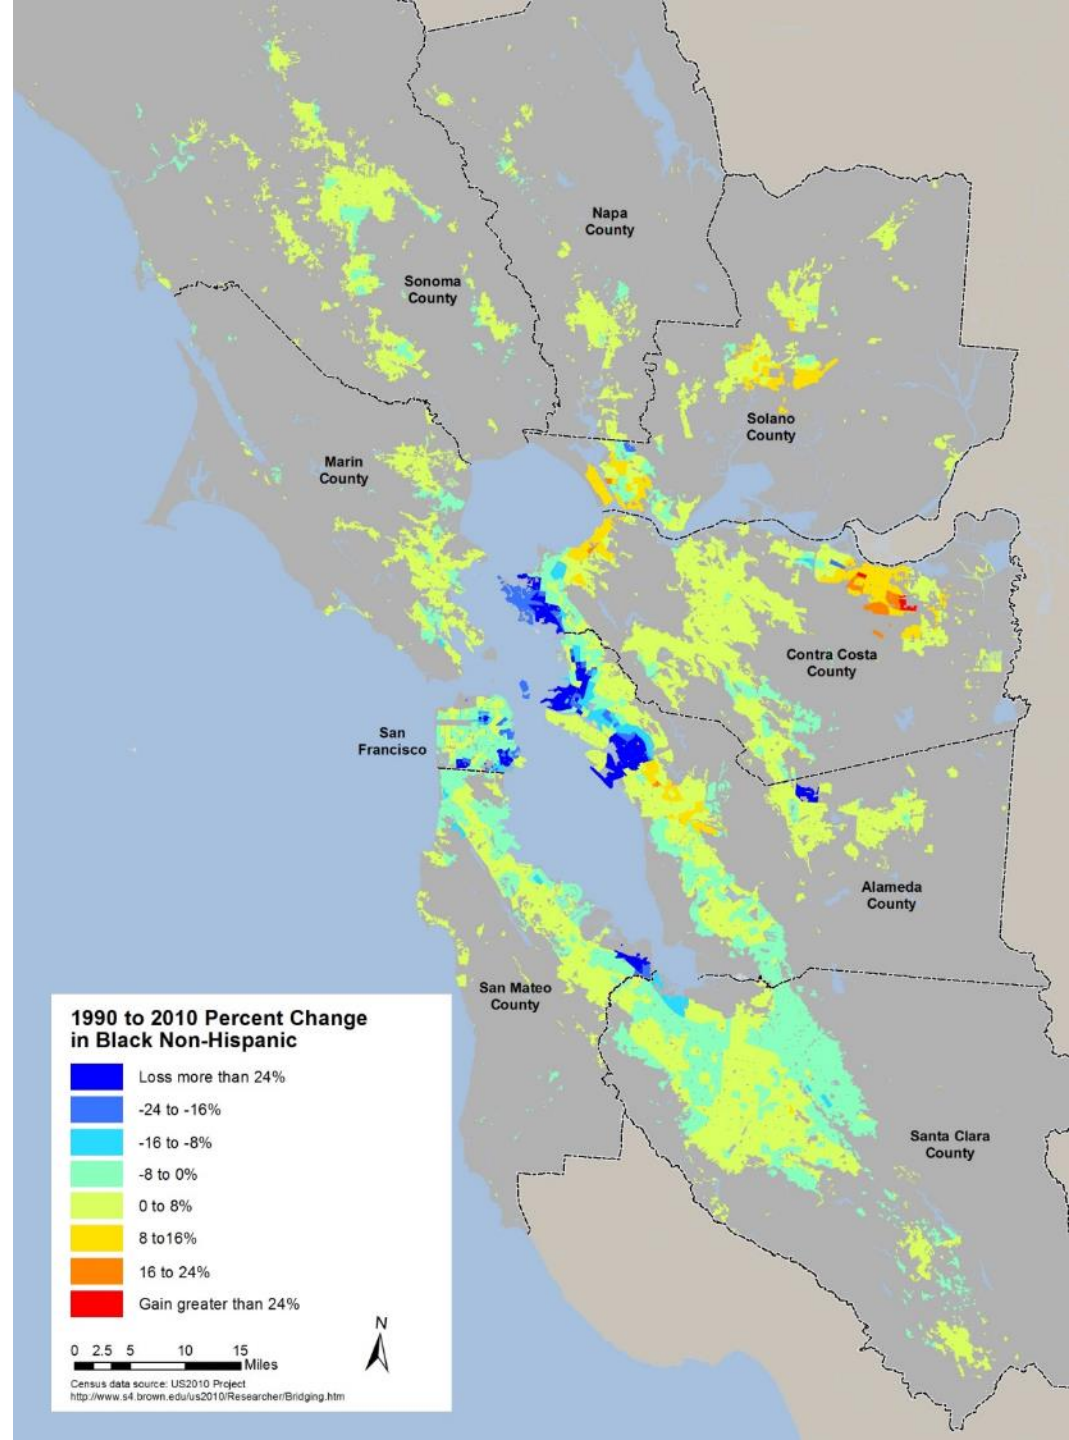 Napa
County
Sonoma
County
Solano
County
Marin
County
Contra Costa
County
San
Francisco
Alameda
County
San Mateo
County
Santa Clara
County
1990 to 2010 Percent Change
in Black Non-Hispanic
Loss more than 24%
-24 to -16%
-16 to -8%
-8 to 0%
0 to 8%
8 to16%
16 to 24%
Gain greater than 24%
N
0 2.5 5 10 15
Miles
Census data source: US2010 Project
http://www.s4.brown.edu/us2010/Researcher/Bridging.htm